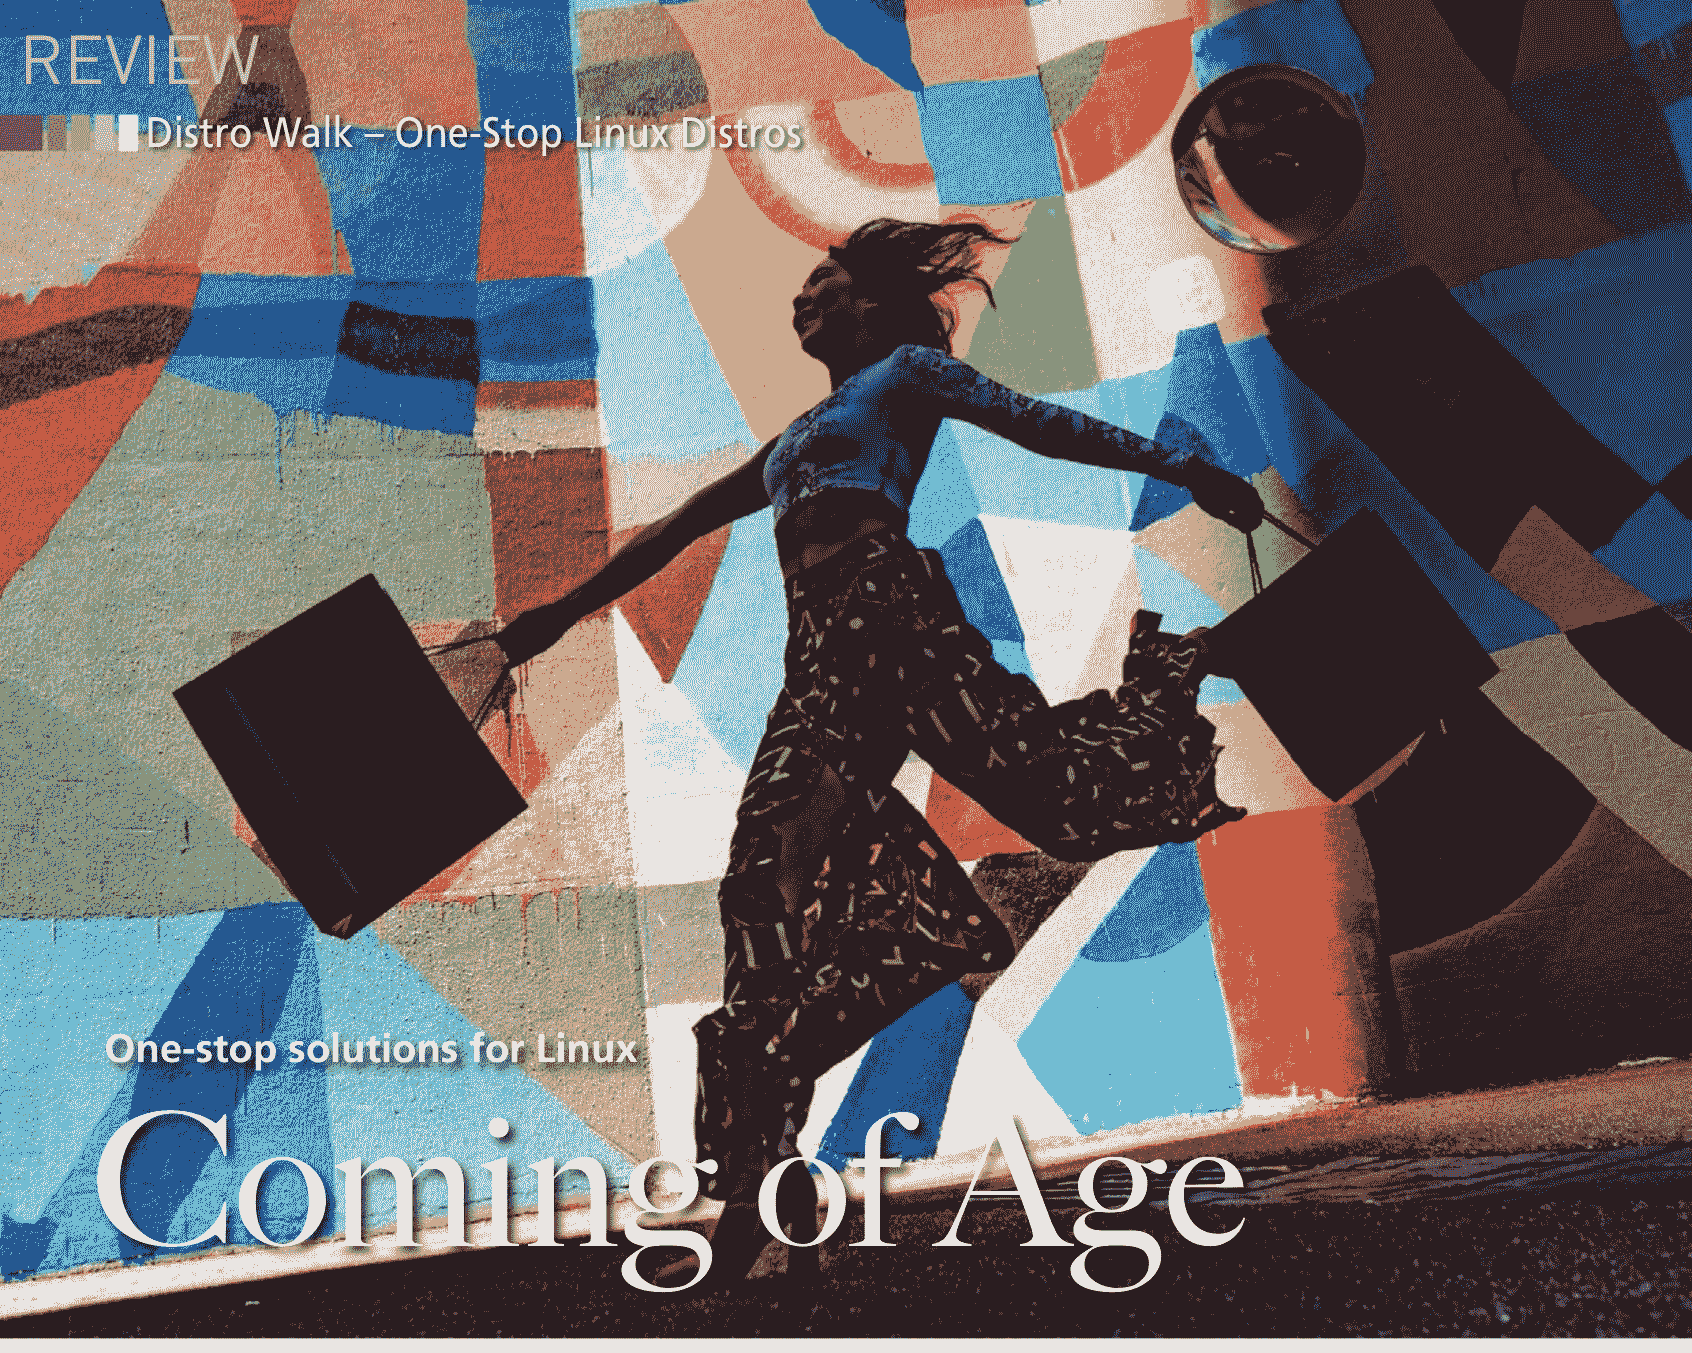 REVIEW
Distro Walk – One-Stop Linux Distros
One-stop solutions for Linux
Coming of Age